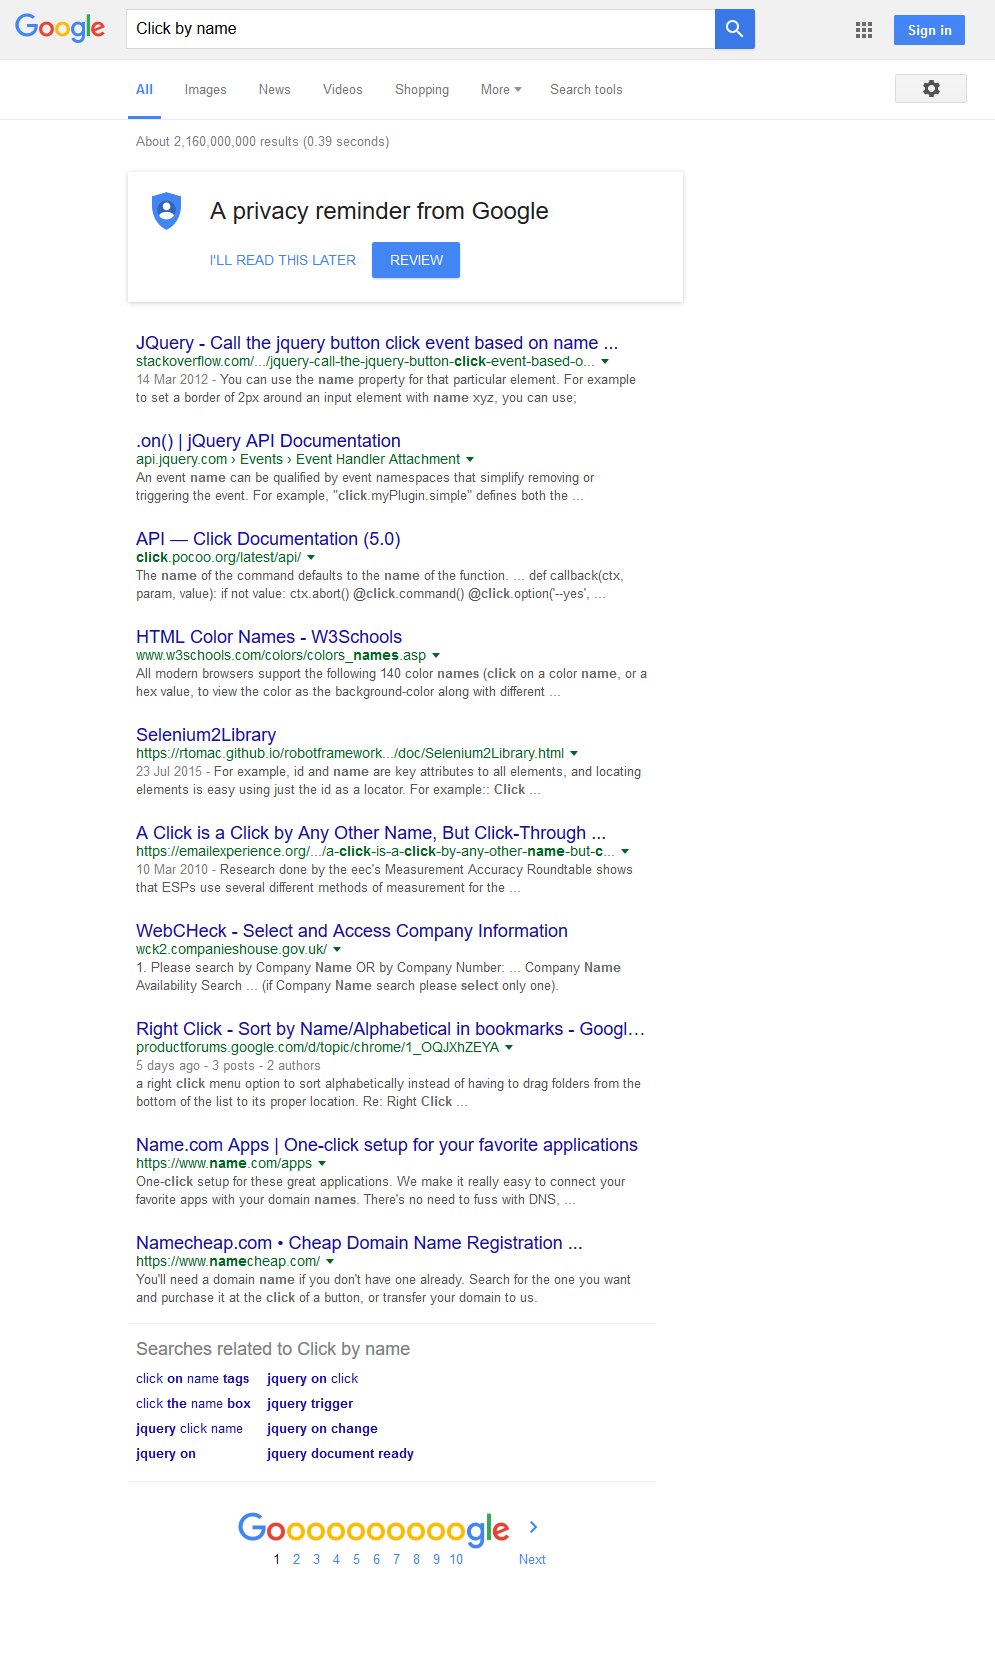 Google
Click by name
Sign in
All Images News Videos Shopping More Search tools
About 2,160,000,000 results (0.39 seconds)
A privacy reminder from Google
I'LL READ THIS LATER REVIEW
JQuery - Call the jquery button click event based on name ...
stackoverflow.com/.../jquery-call-the-jquery-button-click-event-based-o...
14 Mar 2012 - You can use the name property for that particular element. For example
to set a border of 2px around an input element with name xyz, you can use;
.on() | jQuery API Documentation
api.jquery.com › Events › Event Handler Attachment
An event name can be qualified by event namespaces that simplify removing or
triggering the event. For example, "click.myPlugin.simple" defines both the ...
API — Click Documentation (5.0)
click.pocoo.org/latest/api/
The name of the command defaults to the name of the function. ... def callback(ctx,
param, value): if not value: ctx.abort() @click.command() @click.option('--yes', ...
HTML Color Names - W3Schools
www.w3schools.com/colors/colors_names.asp
All modern browsers support the following 140 color names (click on a color name, or a
hex value, to view the color as the background-color along with different ...
Selenium2Library
https://rtomac.github.io/robotframework.../doc/Selenium2Library.html
23 Jul 2015 - For example, id and name are key attributes to all elements, and locating
elements is easy using just the id as a locator. For example:: Click ...
A Click is a Click by Any Other Name, But Click-Through ...
https://emailexperience.org/.../a-click-is-a-click-by-any-other-name-but-c...
10 Mar 2010 - Research done by the eec's Measurement Accuracy Roundtable shows
that ESPs use several different methods of measurement for the ...
WebCHeck - Select and Access Company Information
wck2.companieshouse.gov.uk/
1. Please search by Company Name OR by Company Number: ... Company Name
Availability Search ... (if Company Name search please select only one).
Right Click - Sort by Name/Alphabetical in bookmarks - Googl...
productforums.google.com/d/topic/chrome/1_OQJXhZEYA
5 days ago - 3 posts - 2 authors
a right click menu option to sort alphabetically instead of having to drag folders from the
bottom of the list to its proper location. Re: Right Click ...
Name.com Apps | One-click setup for your favorite applications
https://www.name.com/apps
One-click setup for these great applications. We make it really easy to connect your
favorite apps with your domain names. There's no need to fuss with DNS, ...
Namecheap.com • Cheap Domain Name Registration ...
https://www.namecheap.com/
You'll need a domain name if you don't have one already. Search for the one you want
and purchase it at the click of a button, or transfer your domain to us.
Searches related to Click by name
click on name tags jquery on click
click the name box jquery trigger
jquery click name jquery on change
jquery on jquery document ready
Goooooooooogle
1 2 3 4 5 6 7 8 9 10 Next